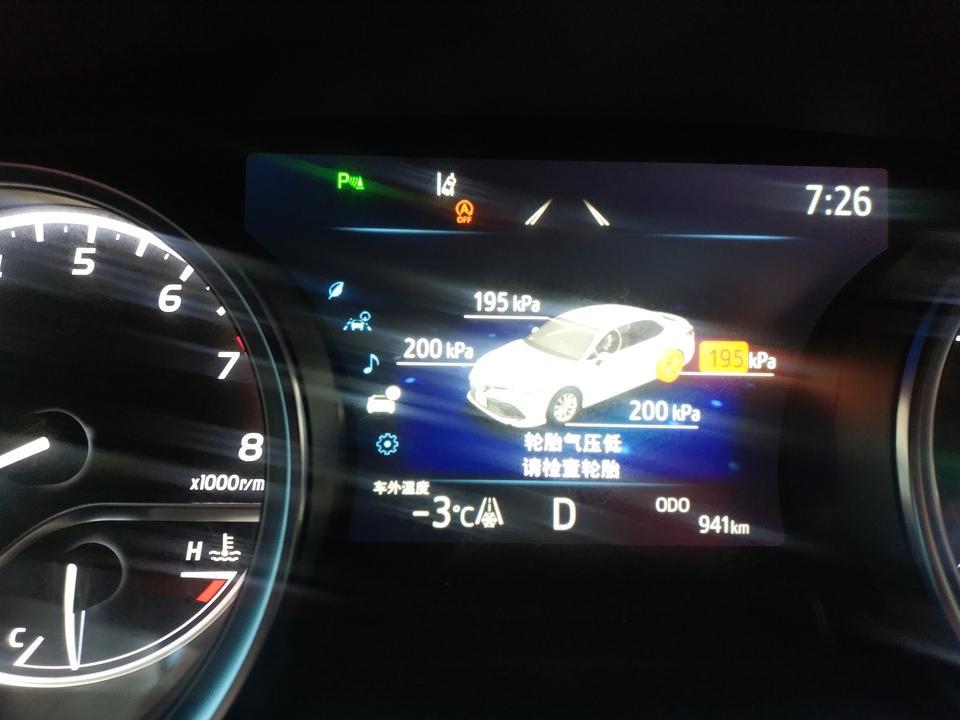 P
A
OFF
7:26
195 kPa
200 kPa
195 kPa
200 kPa
轮胎气压低
请检查轮胎
车外温度
-3℃
D
ODO
941km
5
6
7
8
x1000r/m
H
C